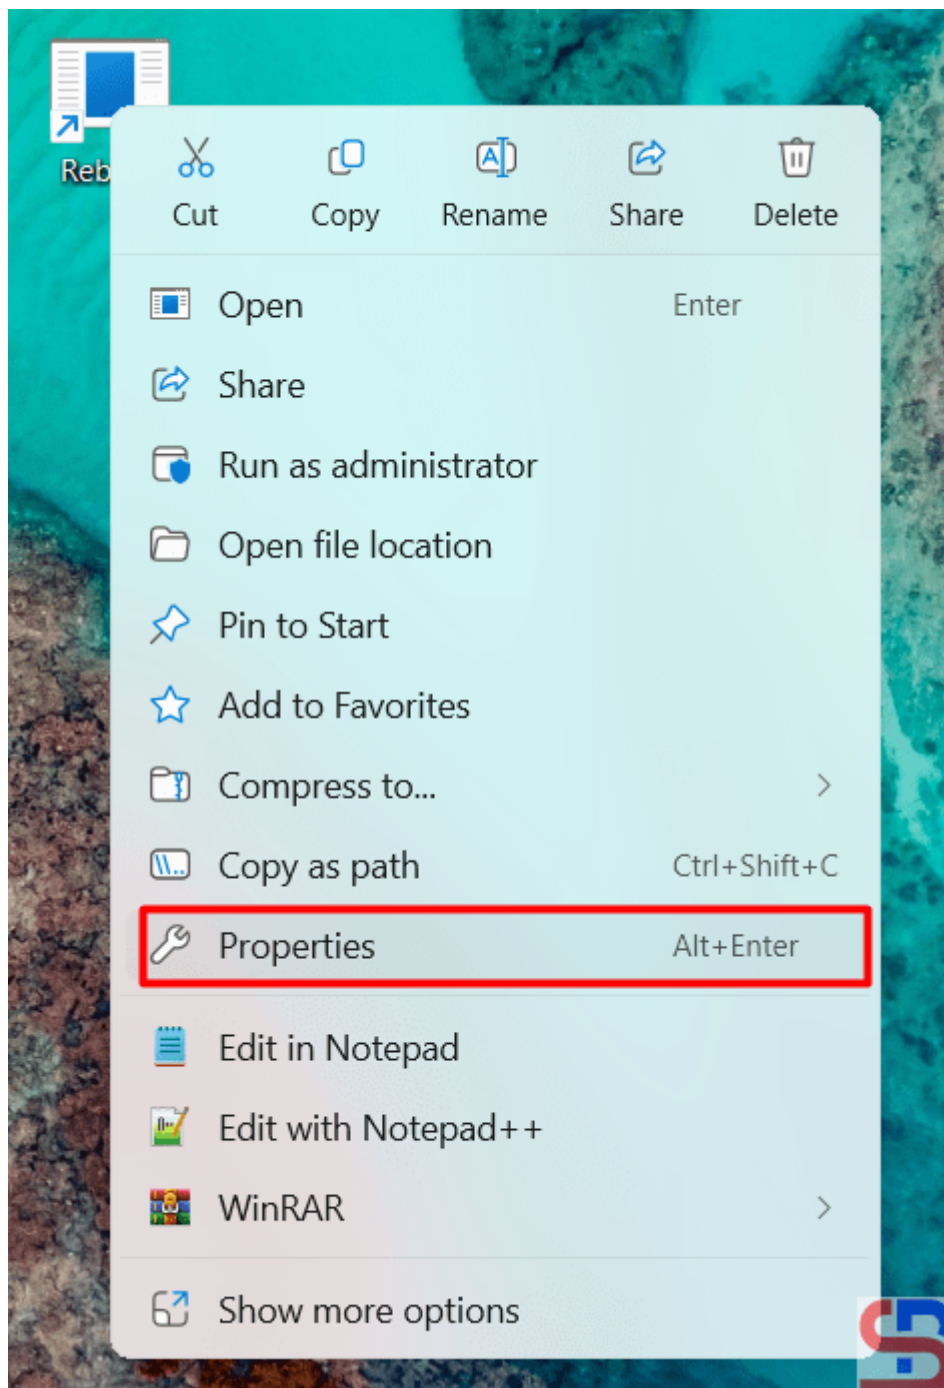 Reb
Cut Copy Rename Share Delete
Open Enter
Share
Run as administrator
Open file location
Pin to Start
Add to Favorites
Compress to...
Copy as path Ctrl+Shift+C
Properties Alt+Enter
Edit in Notepad
Edit with Notepad++
WinRAR
Show more options